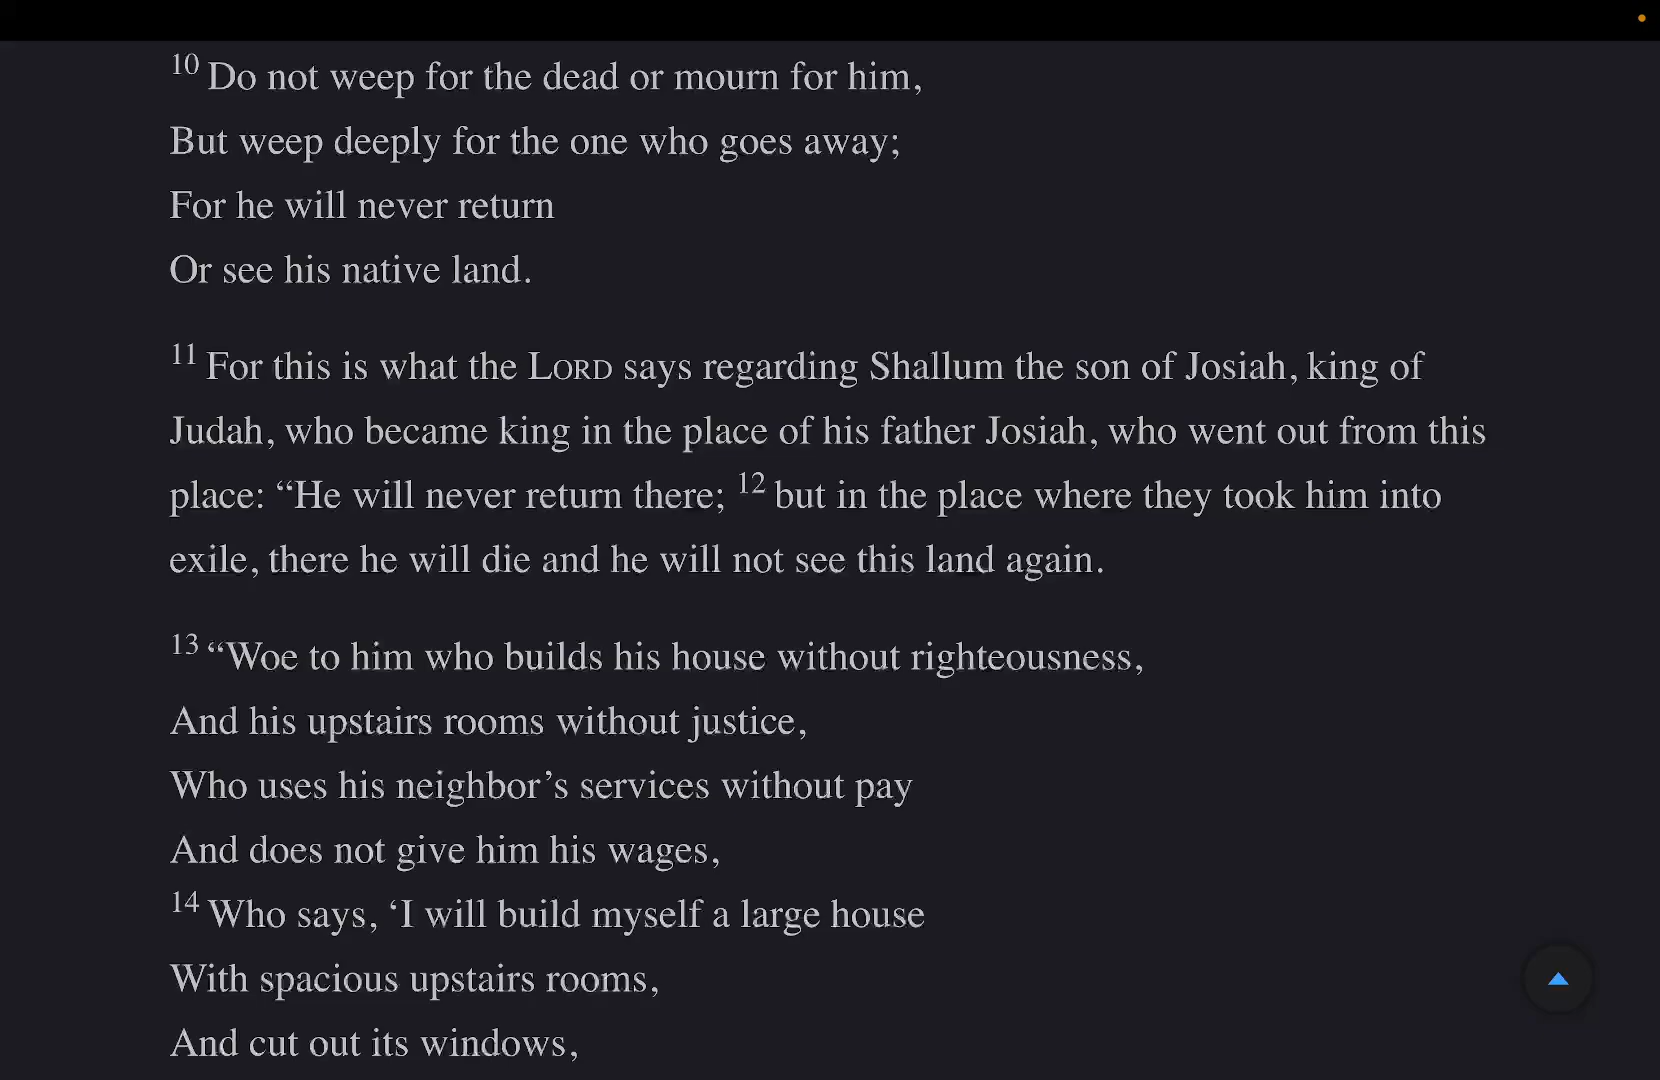 10 Do not weep for the dead or mourn for him,
But weep deeply for the one who goes away;
For he will never return
Or see his native land.
11 For this is what the LORD says regarding Shallum the son of Josiah, king of
Judah, who became king in the place of his father Josiah, who went out from this
place: “He will never return there; 12 but in the place where they took him into
exile, there he will die and he will not see this land again.
13 “Woe to him who builds his house without righteousness,
And his upstairs rooms without justice,
Who uses his neighbor’s services without pay
And does not give him his wages,
14 Who says, ‘I will build myself a large house
With spacious upstairs rooms,
And cut out its windows,